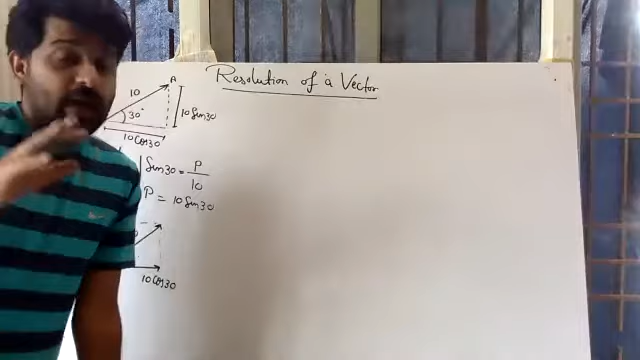 Resolution of a Vector
A
10
30°
10 Sin30
10 Cos30
Sin30 = P/10
P = 10 Sin30
10 Cos30